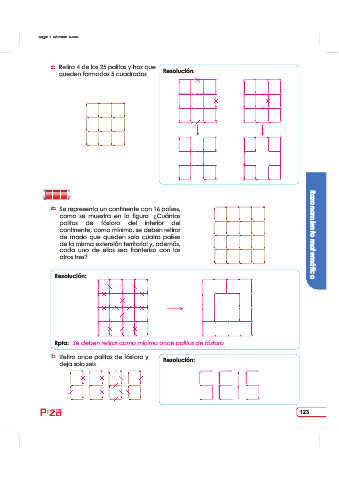 Retira 4 de los 25 palitos y haz que
queden formados 5 cuadrados
Resolución:
Se representa un continente con 16 países,
como se muestra en la figura. ¿Cuántos
palitos de fósforo del interior del
continente, como mínimo, se deben retirar
de modo que queden solo cuatro países
de la misma extensión territorial y, además,
cada uno de ellos sea fronterizo con los
otros tres?
Razonamiento matemático
Resolución:
Rpta: Se deben retirar como mínimo once palitos de fósforo
Retira once palitos de fósforo y
deja solo seis
Resolución:
SEIS
123